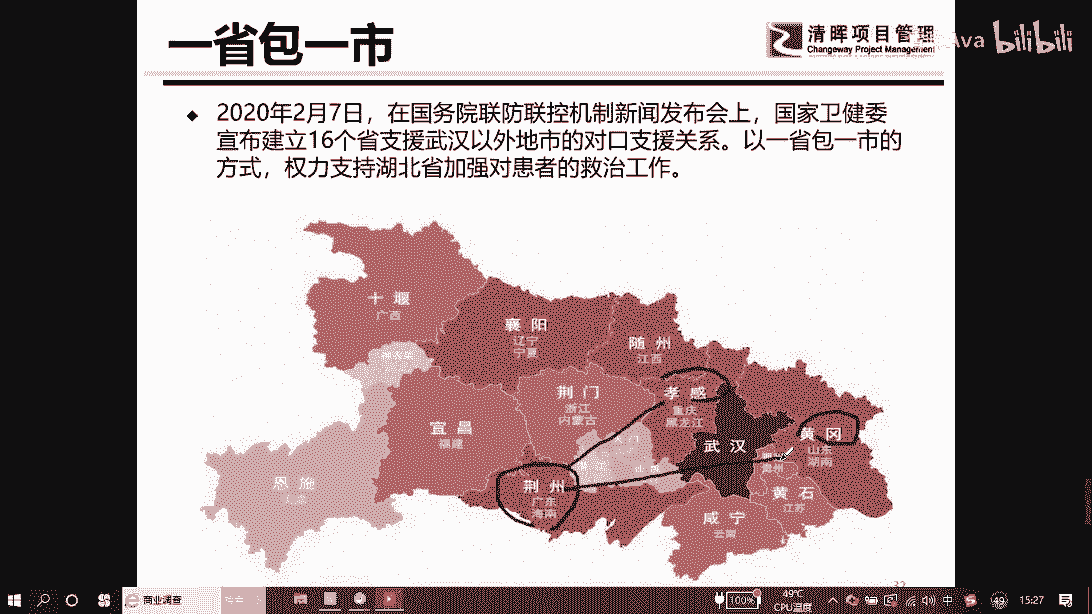 一省包一市
清晖项目管理
Changeway Project Management
Ava bilibili
◆ 2020年2月7日，在国务院联防联控机制新闻发布会上，国家卫健委
宣布建立16个省支援武汉以外地市的对口支援关系。以一省包一市的
方式，权力支持湖北省加强对患者的救治工作。
十堰
广西
襄阳
辽宁
宁夏
随州
江西
荆门
浙江
内蒙古
孝感
重庆
黑龙江
宜昌
福建
武汉
黄冈
山东
湖南
恩施
荆州
广东
海南
黄石
江苏
咸宁
云南
32
商业调查
100%
49℃
CPU温度
中
49
15:27